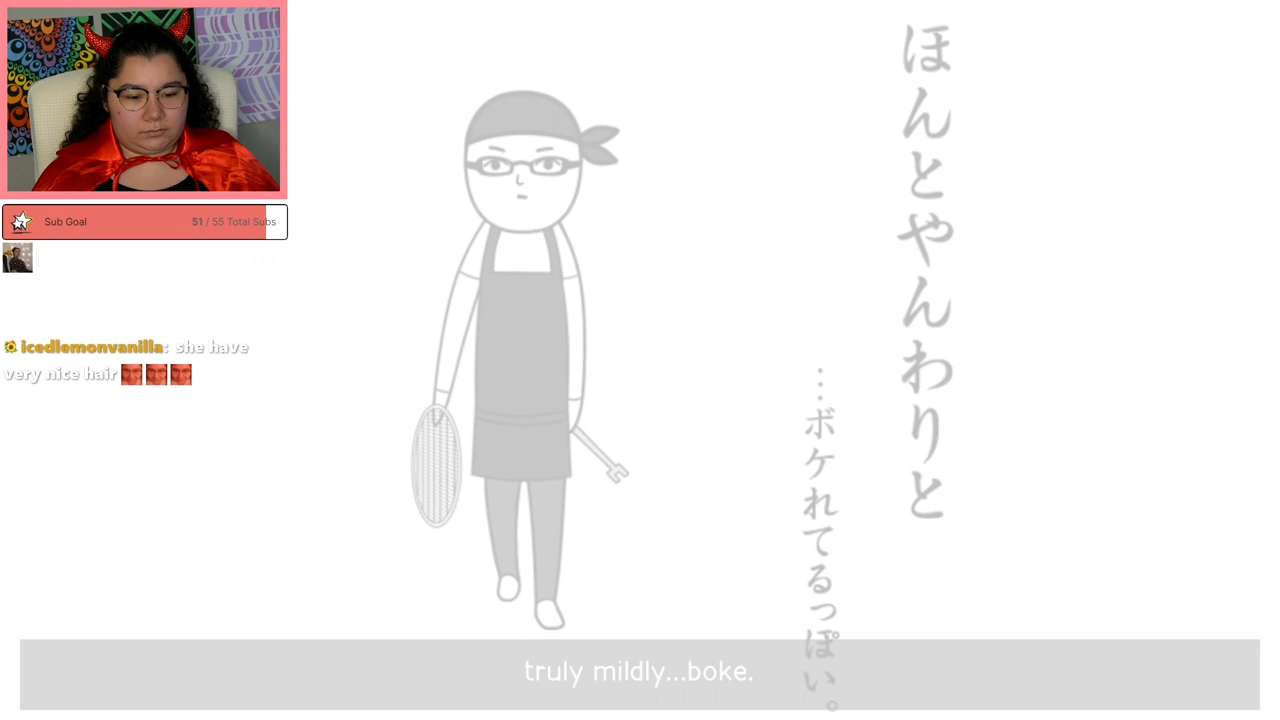 Sub Goal
51 / 55 Total Subs
icedlemonvanilla: she have
very nice hair
ほんとやんわりと
…ボケれてるっぽい。
truly mildly...boke.